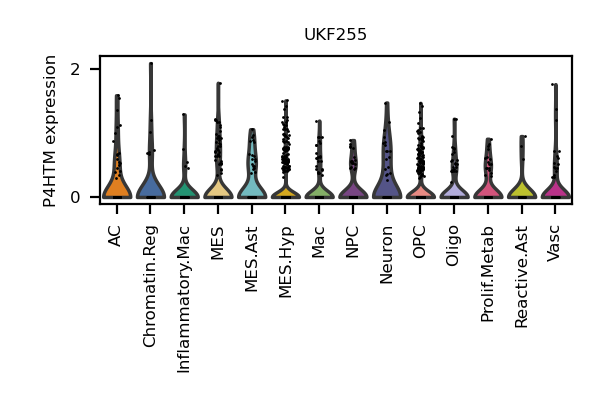 UKF255
P4HTM expression
2
0
AC
Chromatin.Reg
Inflammatory.Mac
MES
MES.Ast
MES.Hyp
Mac
NPC
Neuron
OPC
Oligo
Prolif.Metab
Reactive.Ast
Vasc